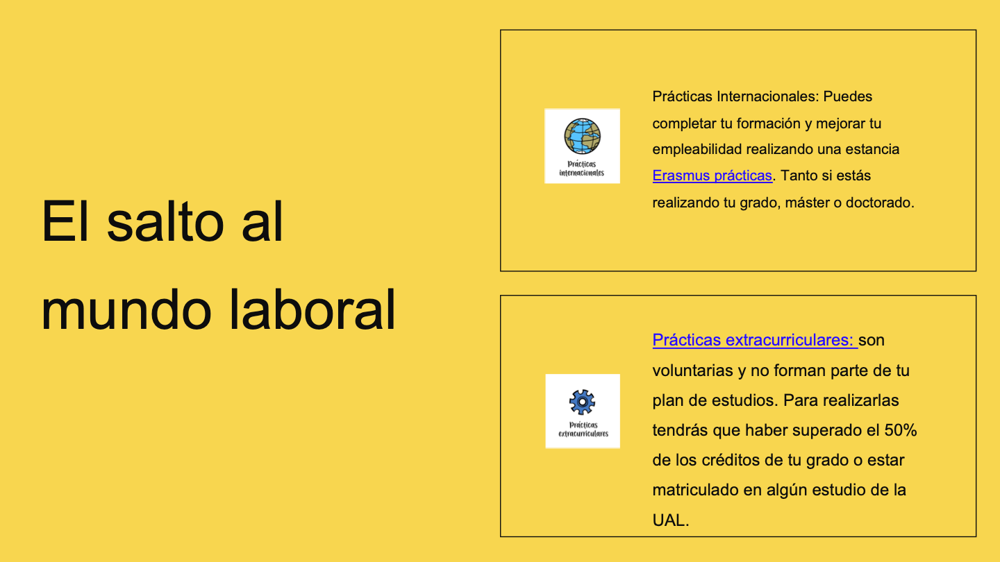 El salto al
mundo laboral
Prácticas
internacionales
Prácticas Internacionales: Puedes
completar tu formación y mejorar tu
empleabilidad realizando una estancia
Erasmus prácticas. Tanto si estás
realizando tu grado, máster o doctorado.
Prácticas
extracurriculares
Prácticas extracurriculares: son
voluntarias y no forman parte de tu
plan de estudios. Para realizarlas
tendrás que haber superado el 50%
de los créditos de tu grado o estar
matriculado en algún estudio de la
UAL.